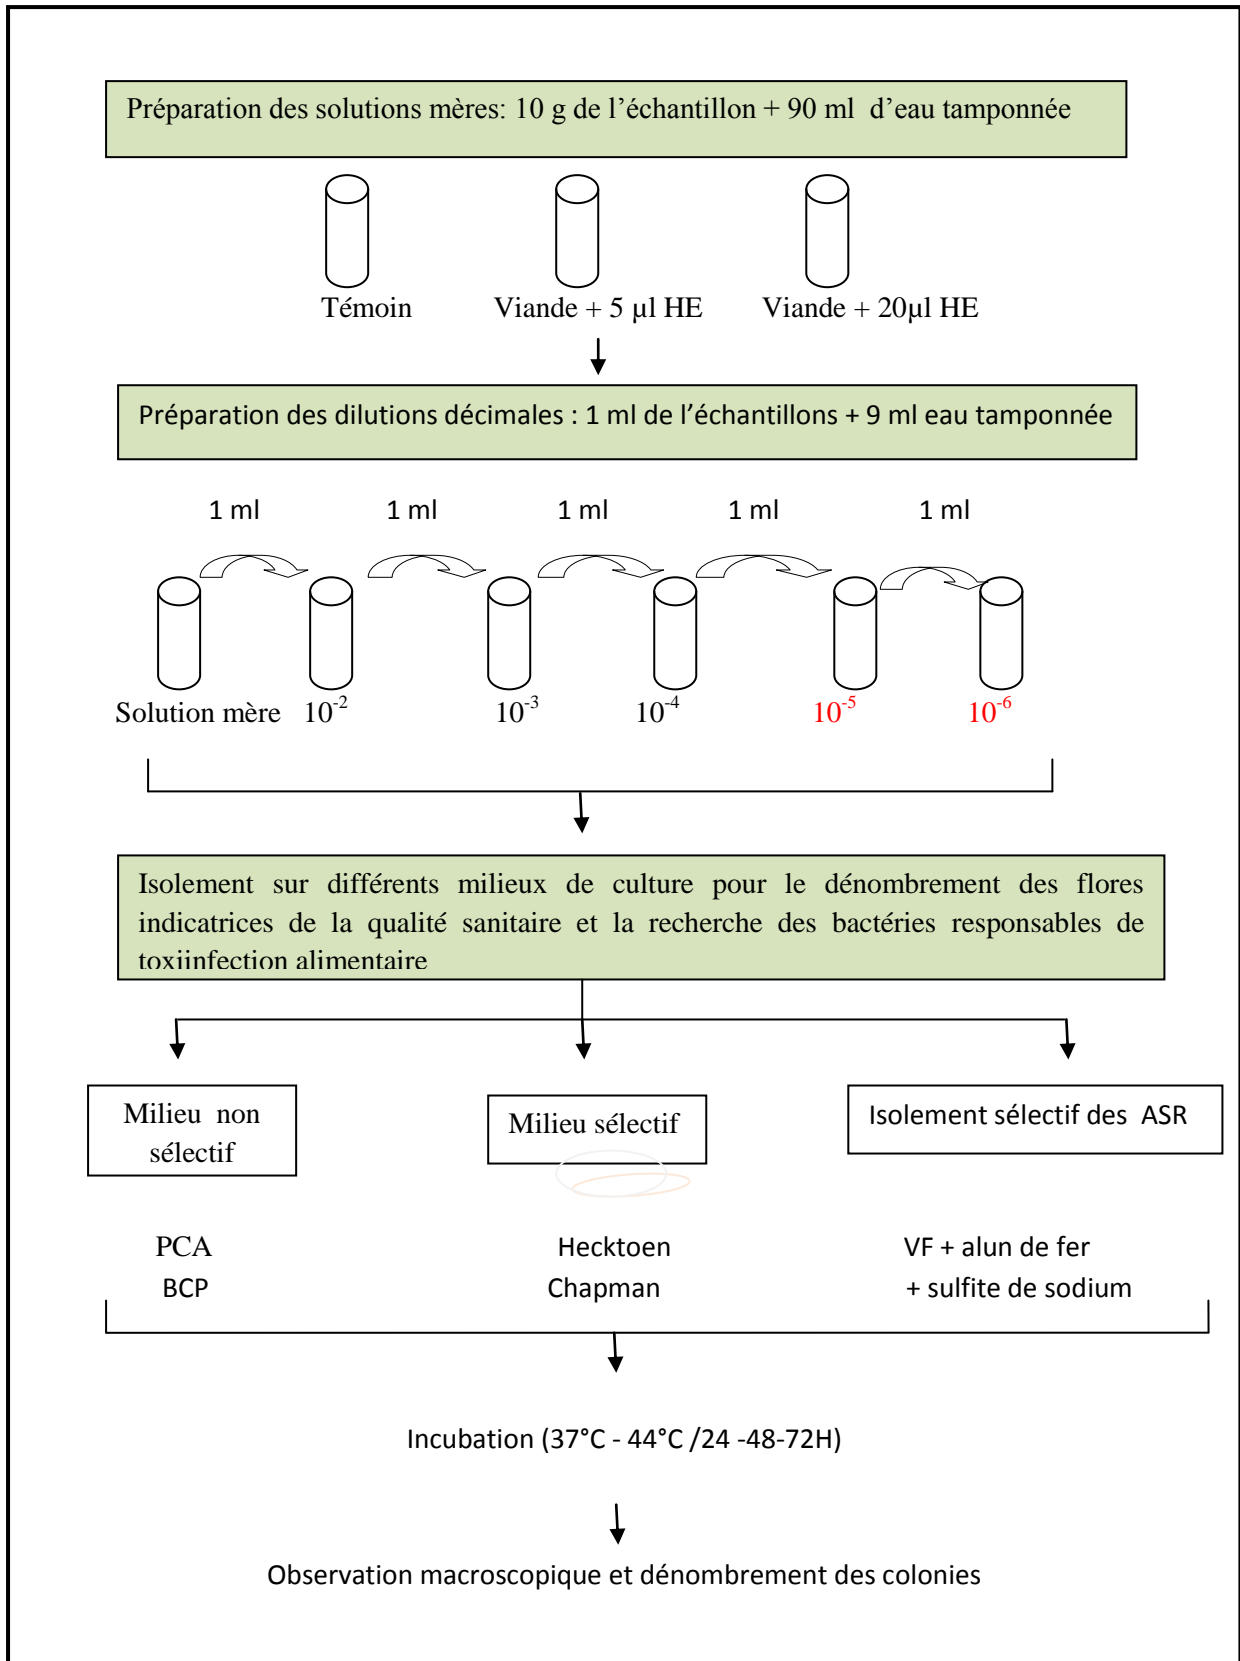 Préparation des solutions mères: 10 g de l’échantillon + 90 ml d’eau tamponnée
Témoin Viande + 5 µl HE Viande + 20µl HE
Préparation des dilutions décimales : 1 ml de l’échantillons + 9 ml eau tamponnée
1 ml 1 ml 1 ml 1 ml 1 ml
Solution mère 10⁻² 10⁻³ 10⁻⁴ 10⁻⁵ 10⁻⁶
Isolement sur différents milieux de culture pour le dénombrement des flores
indicatrices de la qualité sanitaire et la recherche des bactéries responsables de
toxiinfection alimentaire
Milieu non
sélectif
Milieu sélectif
Isolement sélectif des ASR
PCA Hecktoen VF + alun de fer
BCP Chapman + sulfite de sodium
Incubation (37°C - 44°C /24 -48-72H)
Observation macroscopique et dénombrement des colonies